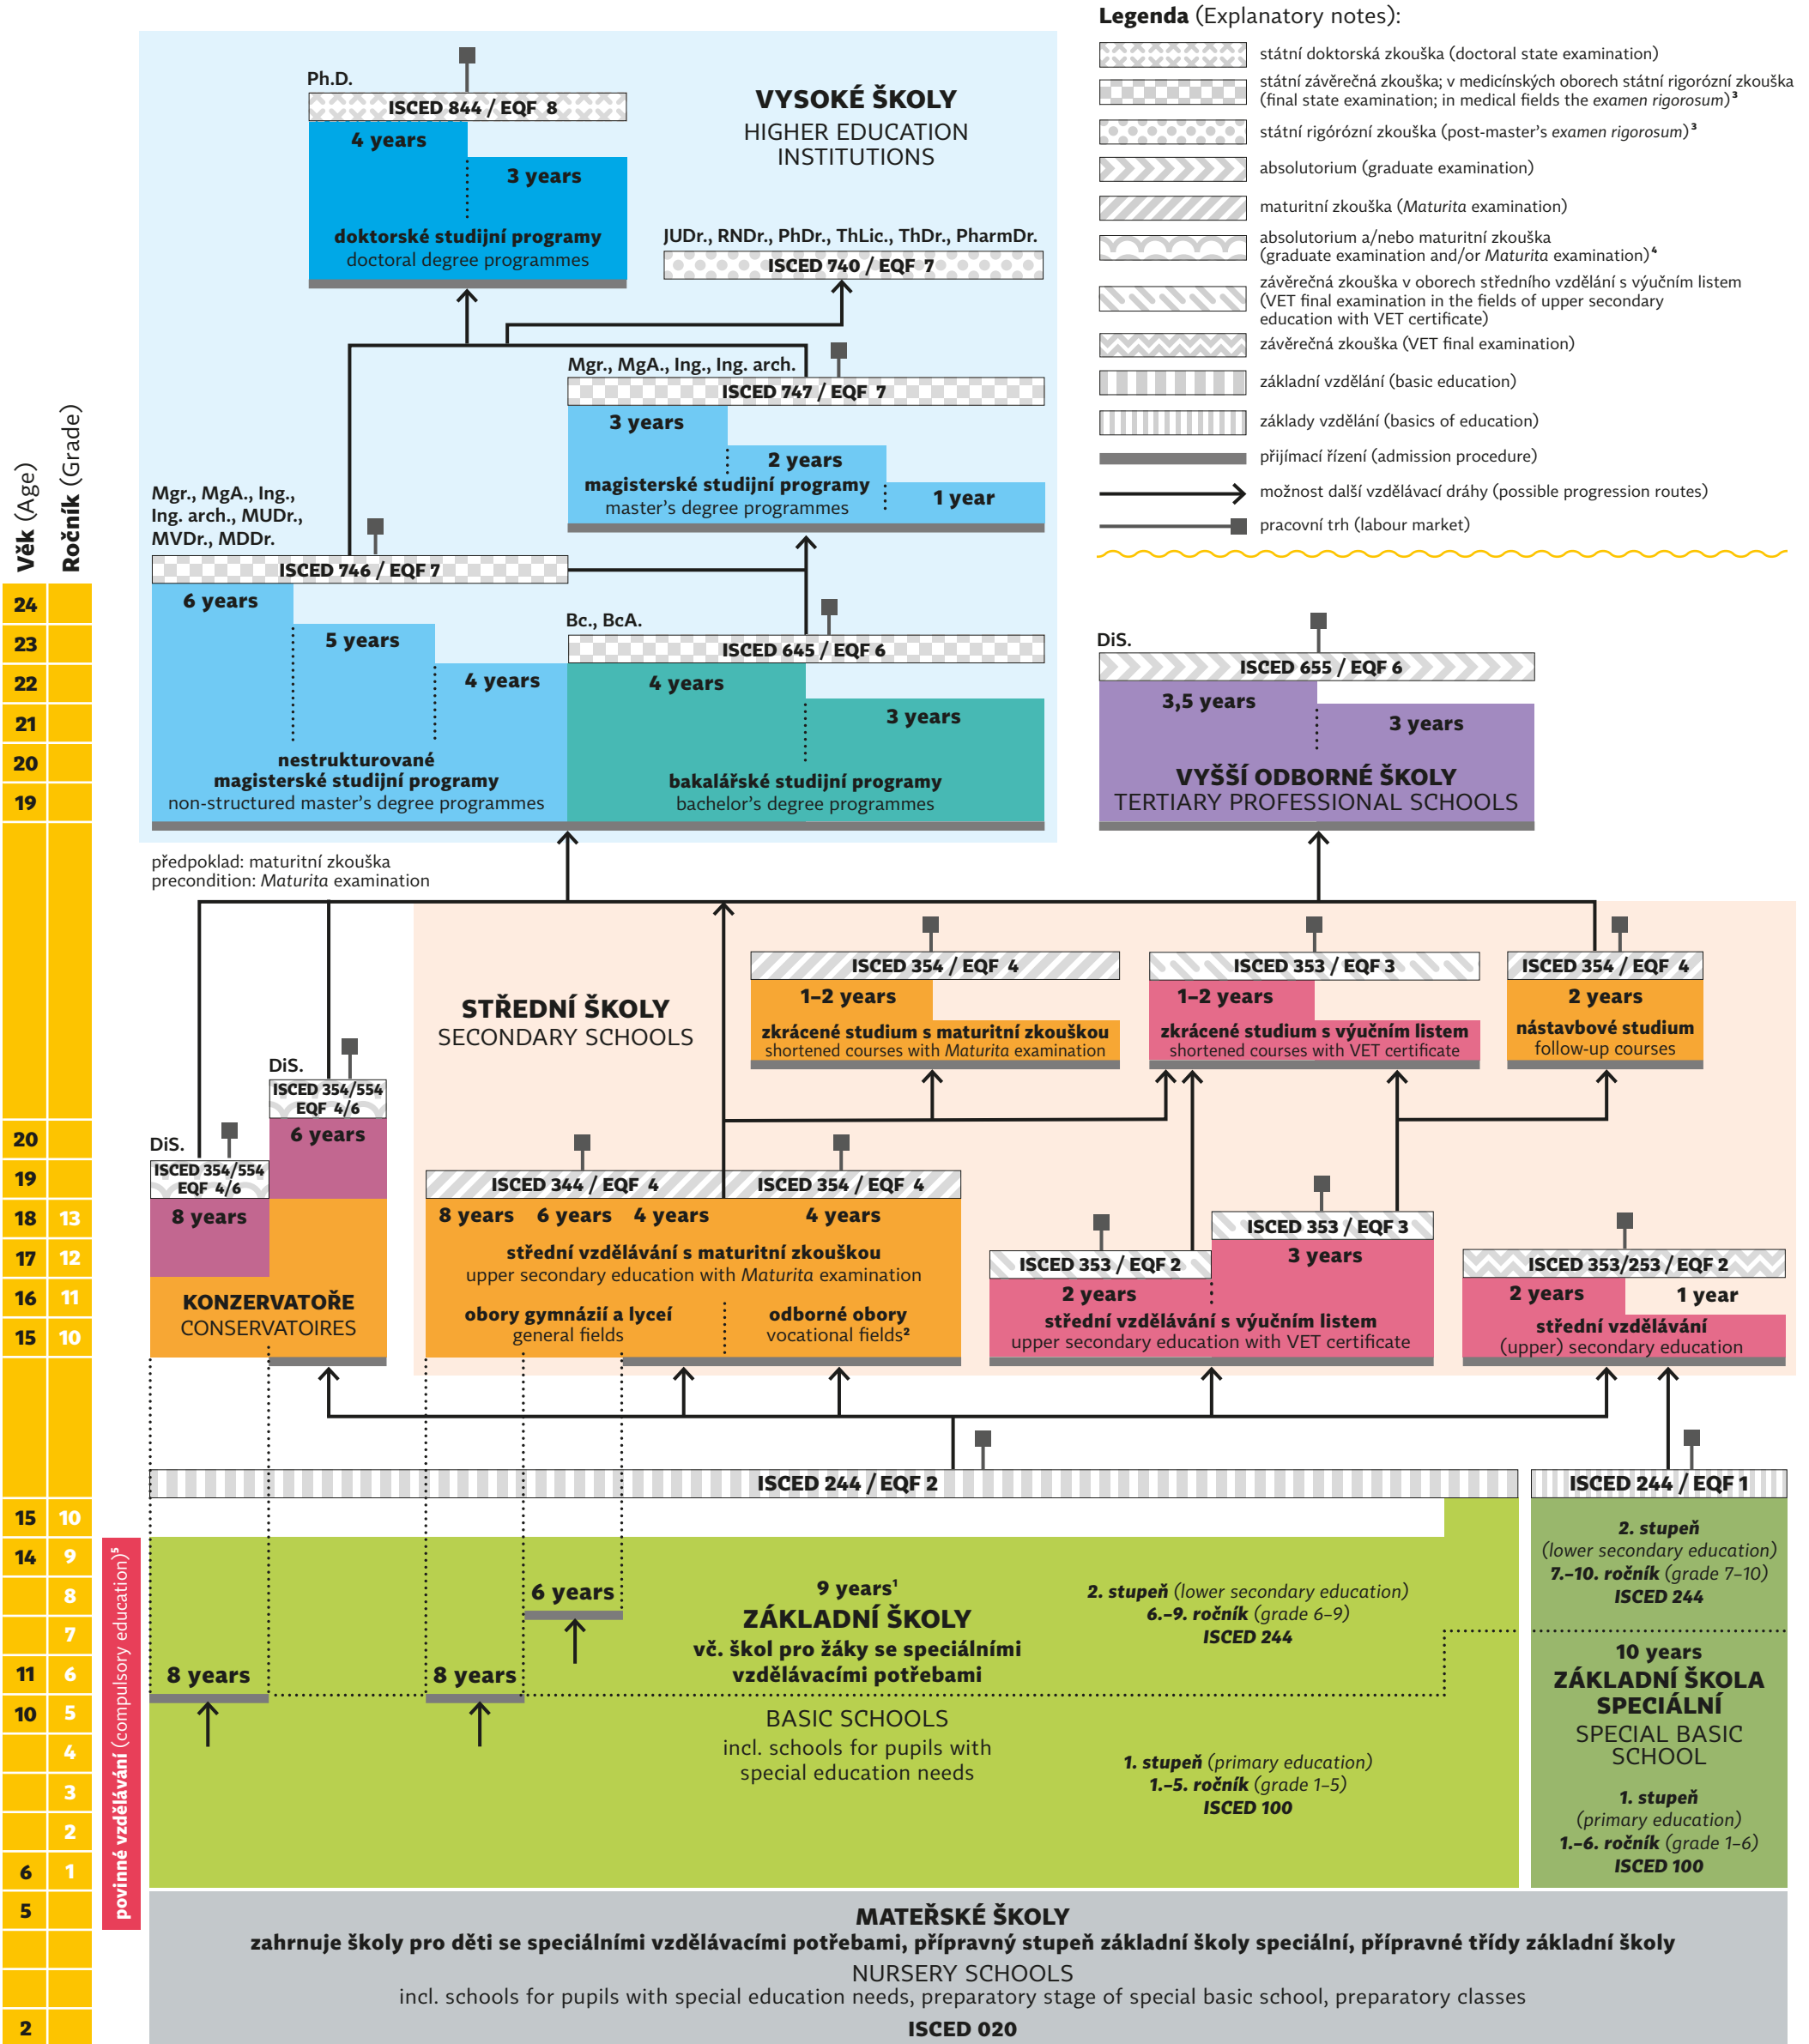 Legenda (Explanatory notes):
státní doktorská zkouška (doctoral state examination)
státní závěrečná zkouška; v medicínských oborech státní rigorózní zkouška
(final state examination; in medical fields the examen rigorosum)³
státní rigórózní zkouška (post-master's examen rigorosum)³
absolutorium (graduate examination)
maturitní zkouška (Maturita examination)
absolutorium a/nebo maturitní zkouška
(graduate examination and/or Maturita examination)⁴
závěrečná zkouška v oborech středního vzdělání s výučním listem
(VET final examination in the fields of upper secondary
education with VET certificate)
závěrečná zkouška (VET final examination)
základní vzdělání (basic education)
základy vzdělání (basics of education)
přijímací řízení (admission procedure)
možnost další vzdělávací dráhy (possible progression routes)
pracovní trh (labour market)
VYSOKÉ ŠKOLY
HIGHER EDUCATION
INSTITUTIONS
Ph.D.
ISCED 844 / EQF 8
4 years
3 years
doktorské studijní programy
doctoral degree programmes
JUDr., RNDr., PhDr., ThLic., ThDr., PharmDr.
ISCED 740 / EQF 7
Mgr., MgA., Ing., Ing. arch.
ISCED 747 / EQF 7
3 years
2 years
1 year
magisterské studijní programy
master's degree programmes
Mgr., MgA., Ing.,
Ing. arch., MUDr.,
MVDr., MDDr.
ISCED 746 / EQF 7
6 years
5 years
4 years
nestrukturované
magisterské studijní programy
non-structured master's degree programmes
Bc., BcA.
ISCED 645 / EQF 6
4 years
3 years
bakalářské studijní programy
bachelor's degree programmes
DiS.
ISCED 655 / EQF 6
3,5 years
3 years
VYŠŠÍ ODBORNÉ ŠKOLY
TERTIARY PROFESSIONAL SCHOOLS
předpoklad: maturitní zkouška
precondition: Maturita examination
STŘEDNÍ ŠKOLY
SECONDARY SCHOOLS
ISCED 354 / EQF 4
1–2 years
zkrácené studium s maturitní zkouškou
shortened courses with Maturita examination
ISCED 353 / EQF 3
1–2 years
zkrácené studium s výučním listem
shortened courses with VET certificate
ISCED 354 / EQF 4
2 years
nástavbové studium
follow-up courses
DiS.
ISCED 354/554
EQF 4/6
6 years
DiS.
ISCED 354/554
EQF 4/6
8 years
KONZERVATOŘE
CONSERVATOIRES
ISCED 344 / EQF 4
ISCED 354 / EQF 4
8 years
6 years
4 years
4 years
střední vzdělávání s maturitní zkouškou
upper secondary education with Maturita examination
obory gymnázií a lyceí
general fields
odborné obory
vocational fields²
ISCED 353 / EQF 2
2 years
ISCED 353 / EQF 3
3 years
střední vzdělávání s výučním listem
upper secondary education with VET certificate
ISCED 353/253 / EQF 2
2 years
1 year
střední vzdělávání
(upper) secondary education
ISCED 244 / EQF 2
ISCED 244 / EQF 1
8 years
8 years
6 years
9 years¹
ZÁKLADNÍ ŠKOLY
vč. škol pro žáky se speciálními
vzdělávacími potřebami
BASIC SCHOOLS
incl. schools for pupils with
special education needs
2. stupeň (lower secondary education)
6.–9. ročník (grade 6–9)
ISCED 244
1. stupeň (primary education)
1.–5. ročník (grade 1–5)
ISCED 100
2. stupeň
(lower secondary education)
7.–10. ročník (grade 7–10)
ISCED 244
10 years
ZÁKLADNÍ ŠKOLA
SPECIÁLNÍ
SPECIAL BASIC
SCHOOL
1. stupeň
(primary education)
1.–6. ročník (grade 1–6)
ISCED 100
MATEŘSKÉ ŠKOLY
zahrnuje školy pro děti se speciálními vzdělávacími potřebami, přípravný stupeň základní školy speciální, přípravné třídy základní školy
NURSERY SCHOOLS
incl. schools for pupils with special education needs, preparatory stage of special basic school, preparatory classes
ISCED 020
Věk (Age)
Ročník (Grade)
24
23
22
21
20
19
20
19
18 13
17 12
16 11
15 10
15 10
14 9
8
7
11 6
10 5
4
3
2
6 1
5
2
povinné vzdělávání (compulsory education)⁵